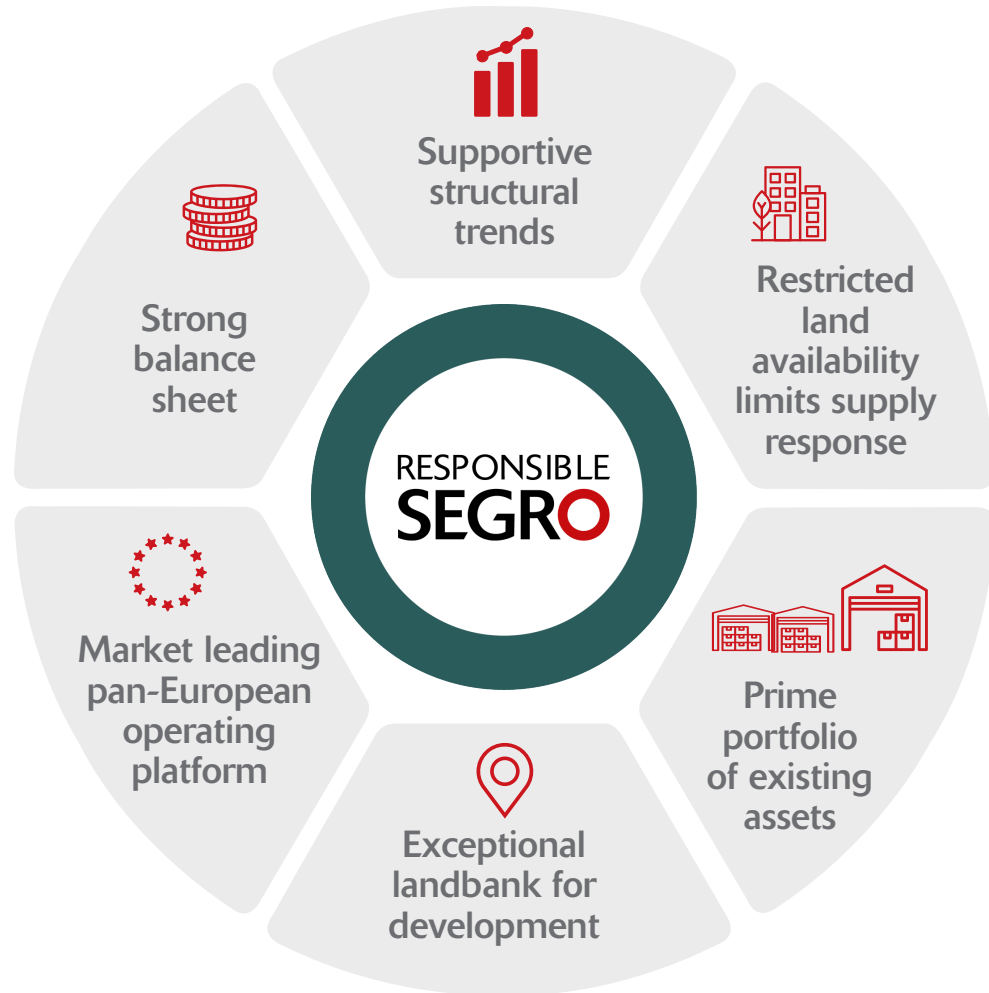 Supportive
structural
trends
Restricted
land
availability
limits supply
response
Prime
portfolio
of existing
assets
Exceptional
landbank for
development
Market leading
pan-European
operating
platform
Strong
balance
sheet
RESPONSIBLE
SEGRO